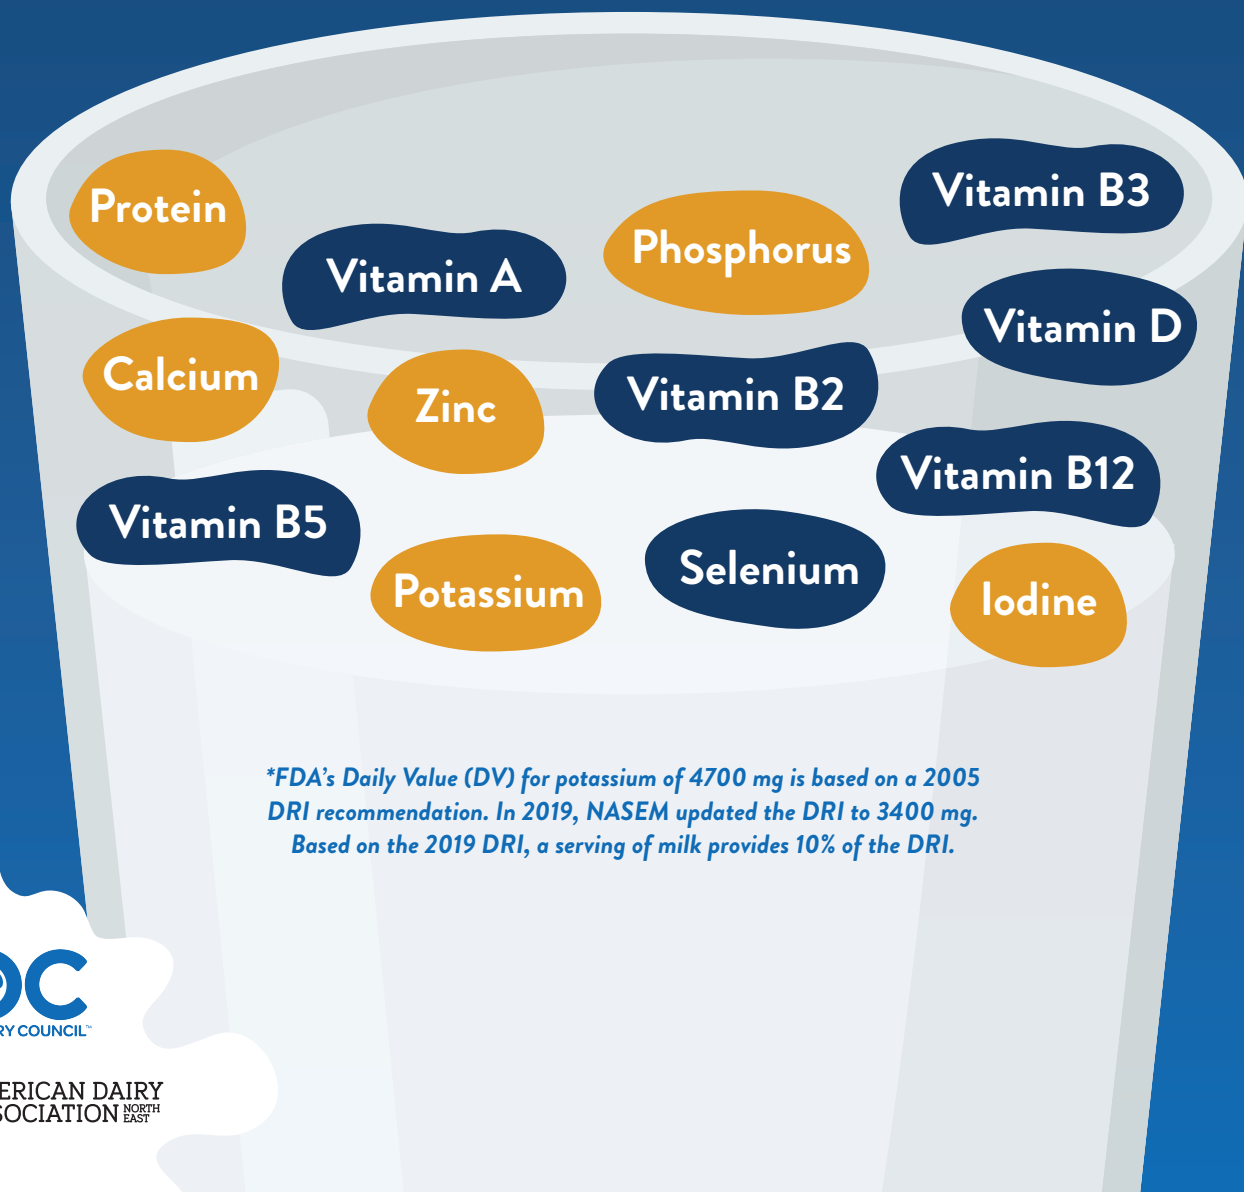 Protein
Vitamin A
Phosphorus
Vitamin B3
Calcium
Zinc
Vitamin B2
Vitamin D
Vitamin B5
Potassium
Selenium
Vitamin B12
Iodine
*FDA's Daily Value (DV) for potassium of 4700 mg is based on a 2005
DRI recommendation. In 2019, NASEM updated the DRI to 3400 mg.
Based on the 2019 DRI, a serving of milk provides 10% of the DRI.
DC
RY COUNCIL™
ERICAN DAIRY
SOCIATION NORTH
EAST